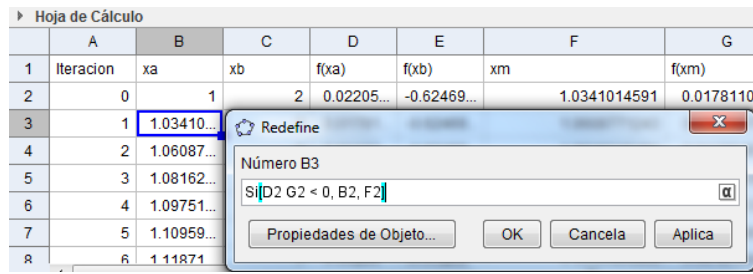 Hoja de Cálculo
A B C D E F G
1 Iteracion xa xb f(xa) f(xb) xm f(xm)
2 0 1 2 0.02205... -0.62469... 1.0341014591 0.0178110
3 1 1.03410...
Redefine
4 2 1.06087...
Número B3
5 3 1.08162...
Si[D2 G2 < 0, B2, F2] α
6 4 1.09751...
7 5 1.10959...
Propiedades de Objeto... OK Cancela Aplica
8 6 1.11871